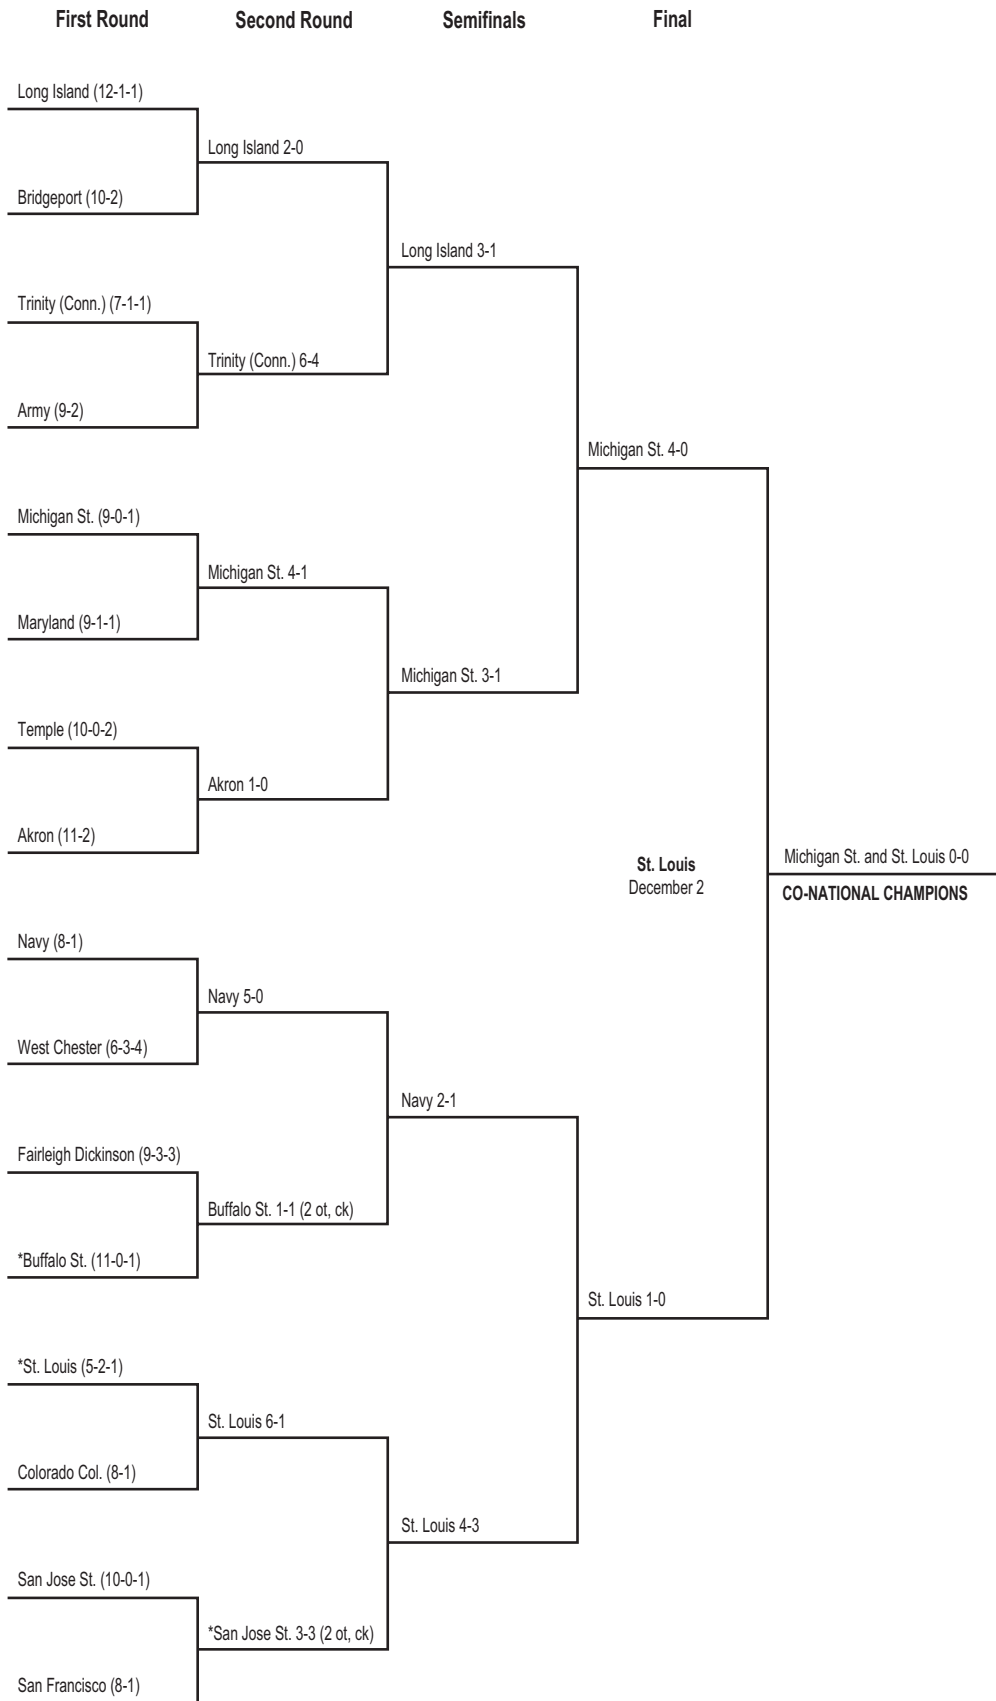 First Round
Second Round
Semifinals
Final
Long Island (12-1-1)
Long Island 2-0
Bridgeport (10-2)
Long Island 3-1
Trinity (Conn.) (7-1-1)
Trinity (Conn.) 6-4
Army (9-2)
Michigan St. 4-0
Michigan St. (9-0-1)
Michigan St. 4-1
Maryland (9-1-1)
Michigan St. 3-1
Temple (10-0-2)
Akron 1-0
Akron (11-2)
St. Louis
December 2
Michigan St. and St. Louis 0-0
CO-NATIONAL CHAMPIONS
Navy (8-1)
Navy 5-0
West Chester (6-3-4)
Navy 2-1
Fairleigh Dickinson (9-3-3)
Buffalo St. 1-1 (2 ot, ck)
*Buffalo St. (11-0-1)
St. Louis 1-0
*St. Louis (5-2-1)
St. Louis 6-1
Colorado Col. (8-1)
St. Louis 4-3
San Jose St. (10-0-1)
*San Jose St. 3-3 (2 ot, ck)
San Francisco (8-1)